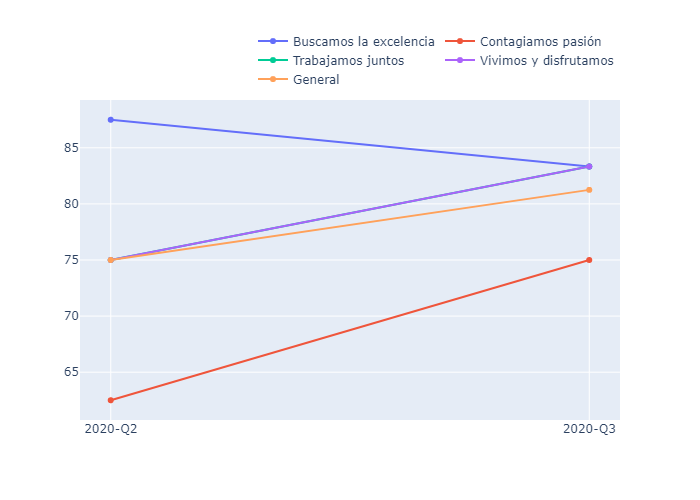 Buscamos la excelencia Contagiamos pasión
Trabajamos juntos Vivimos y disfrutamos
General
85
80
75
70
65
2020-Q2 2020-Q3